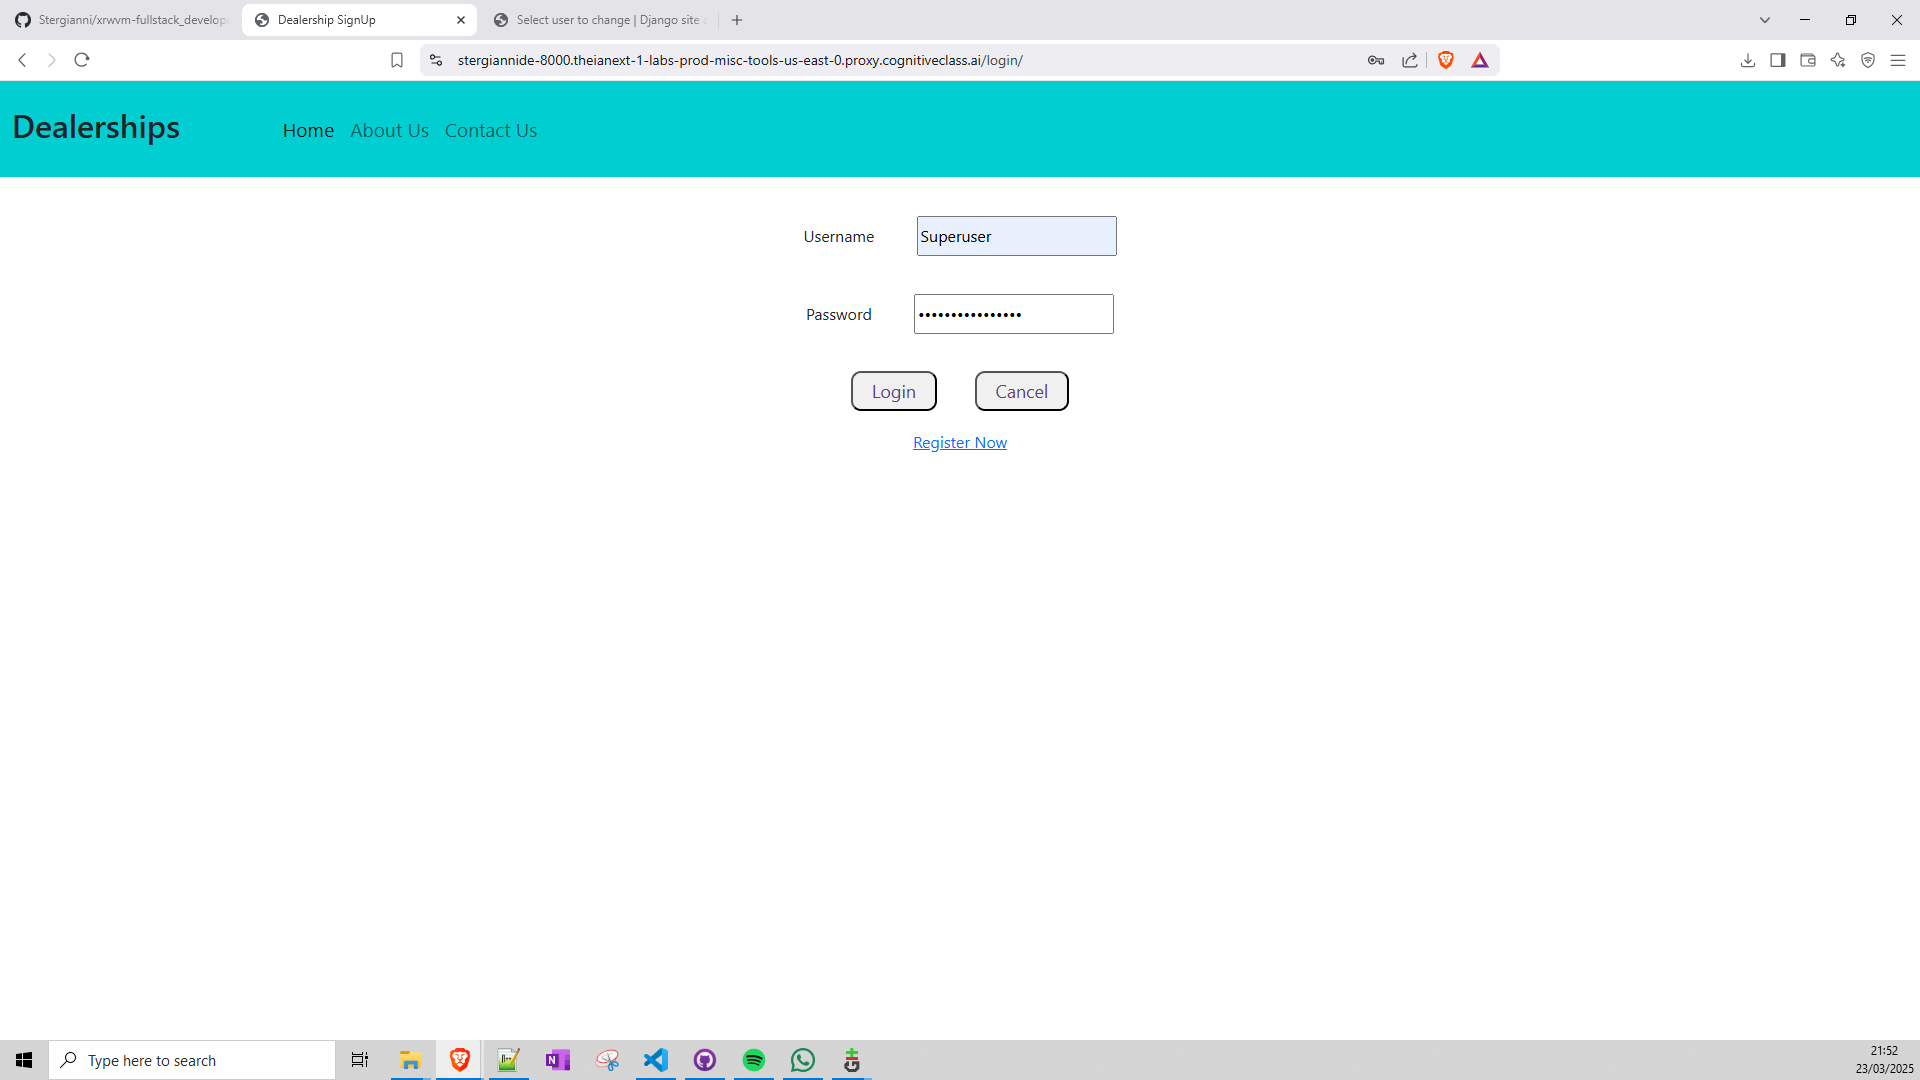 Stergianni/xrwvm-fullstack_develop
Dealership SignUp
Select user to change | Django site a
stergiannide-8000.theianext-1-labs-prod-misc-tools-us-east-0.proxy.cognitiveclass.ai/login/
Dealerships
Home About Us Contact Us
Username Superuser
Password ••••••••••••••••
Login Cancel
Register Now
Type here to search
21:52
23/03/2025